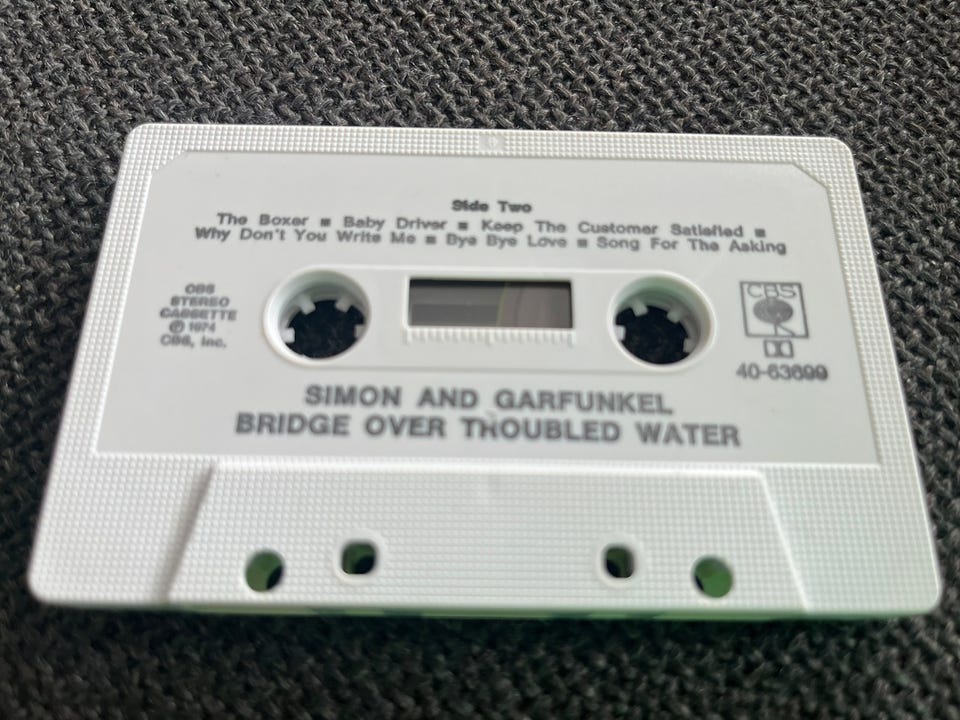 Side Two
The Boxer ■ Baby Driver ■ Keep The Customer Satisfied ■
Why Don't You Write Me ■ Bye Bye Love ■ Song For The Asking
CBS
STEREO
CASSETTE
℗ 1974
CBS, Inc.
CBS
40-63699
SIMON AND GARFUNKEL
BRIDGE OVER TROUBLED WATER